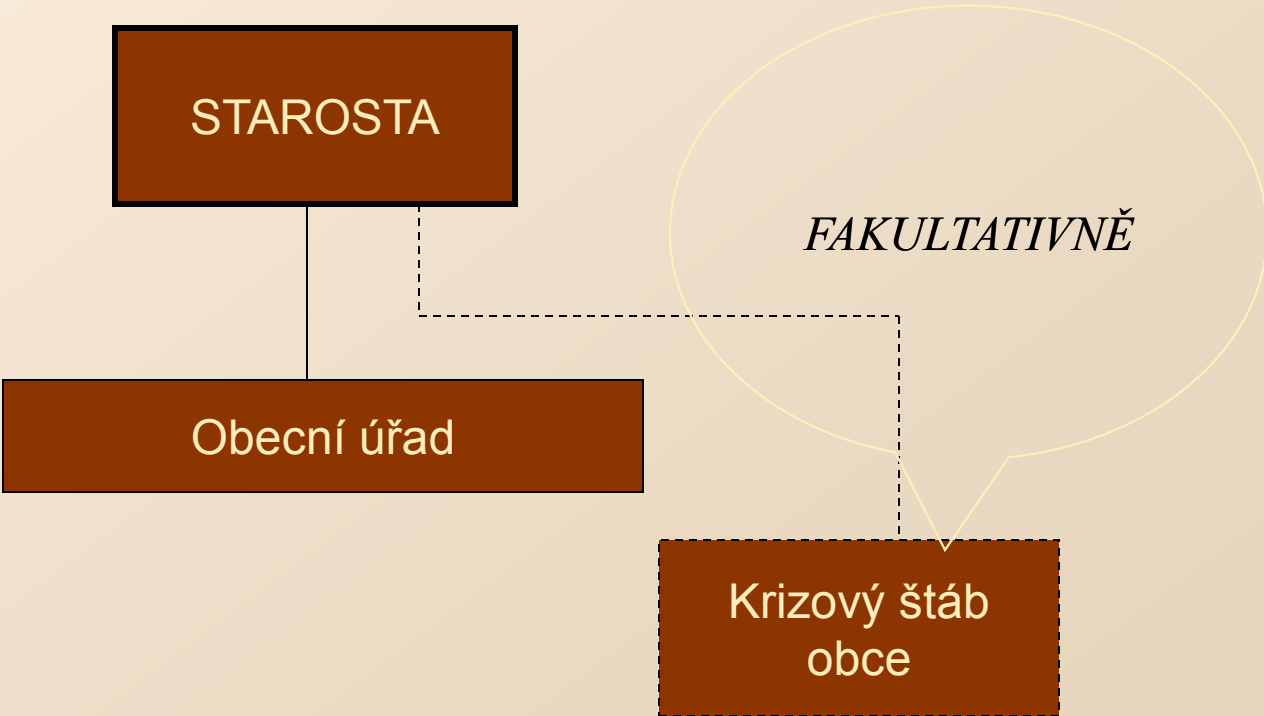 STAROSTA
FAKULTATIVNĚ
Obecní úřad
Krizový štáb
obce